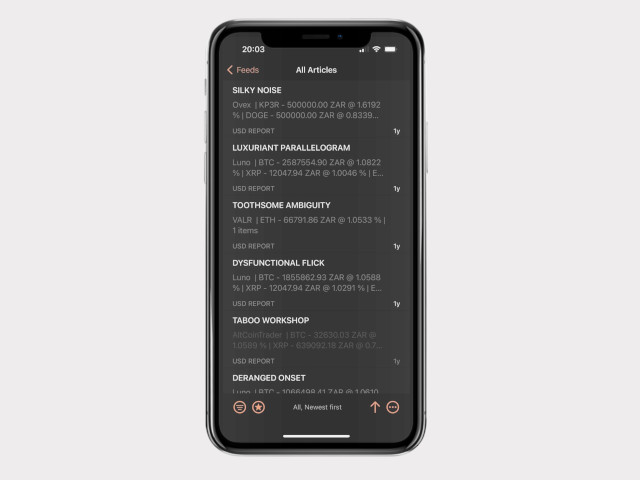 20:03
Feeds
All Articles
SILKY NOISE
Ovex | KP3R - 500000.00 ZAR @ 1.6192
% | DOGE - 500000.00 ZAR @ 0.8339...
USD REPORT 1y
LUXURIANT PARALLELOGRAM
Luno | BTC - 2587554.90 ZAR @ 1.0822
% | XRP - 12047.94 ZAR @ 1.0046 % | E...
USD REPORT 1y
TOOTHSOME AMBIGUITY
VALR | ETH - 66791.86 ZAR @ 1.0533 % |
1 items
USD REPORT 1y
DYSFUNCTIONAL FLICK
Luno | BTC - 1855862.93 ZAR @ 1.0588
% | XRP - 12047.94 ZAR @ 1.0291 % | E...
USD REPORT 1y
TABOO WORKSHOP
AltCoinTrader | BTC - 32630.03 ZAR @
1.0589 % | XRP - 639092.18 ZAR @ 0.7...
USD REPORT 1y
DERANGED ONSET
Luno | BTC - 1066498.41 ZAR @ 1.0610
All, Newest first